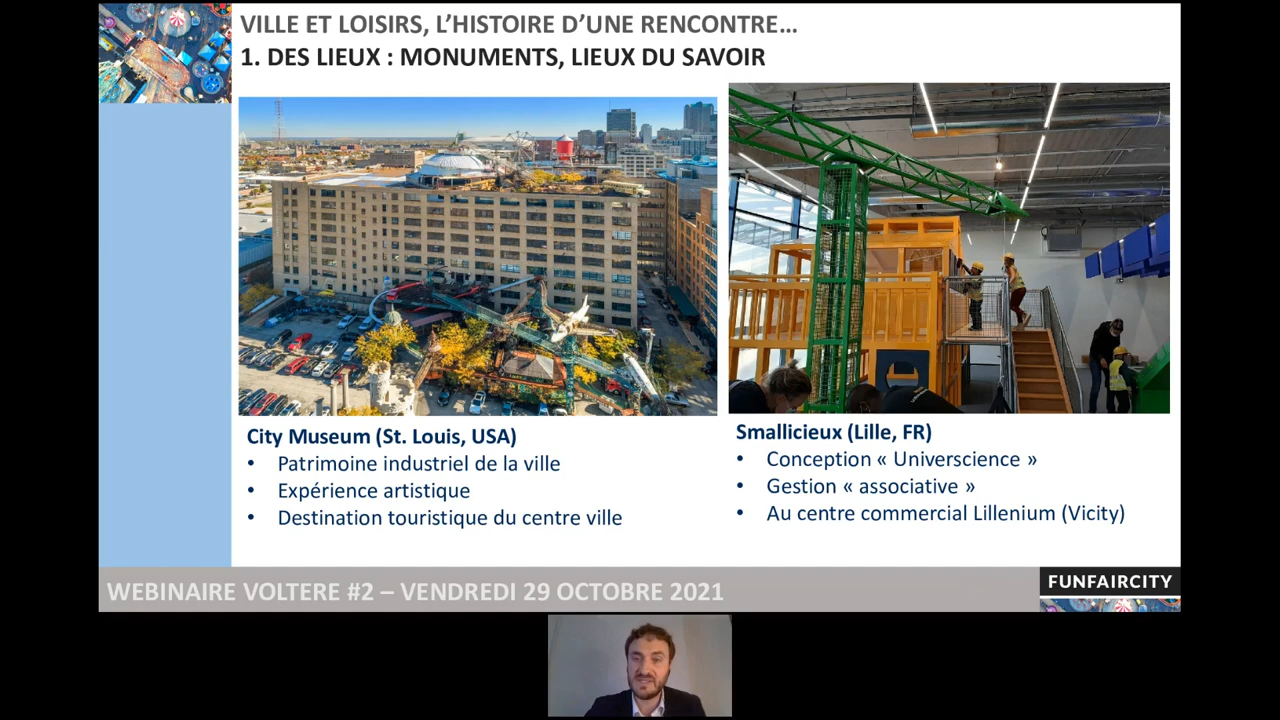 VILLE ET LOISIRS, L'HISTOIRE D'UNE RENCONTRE...
1. DES LIEUX : MONUMENTS, LIEUX DU SAVOIR
City Museum (St. Louis, USA)
• Patrimoine industriel de la ville
• Expérience artistique
• Destination touristique du centre ville
Smallicieux (Lille, FR)
• Conception « Universcience »
• Gestion « associative »
• Au centre commercial Lillenium (Vicity)
WEBINAIRE VOLTERE #2 – VENDREDI 29 OCTOBRE 2021
FUNFAIRCITY